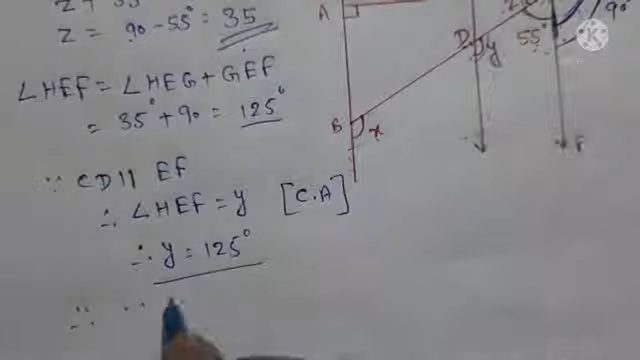 z = 90 - 55° = 35
∠HEF = ∠HEG + GEF
= 35° + 90 = 125°
∵ CD || EF
∴ ∠HEF = y [C.A]
∴ y = 125°
∴
A
D
y
55°
90°
B
x
K